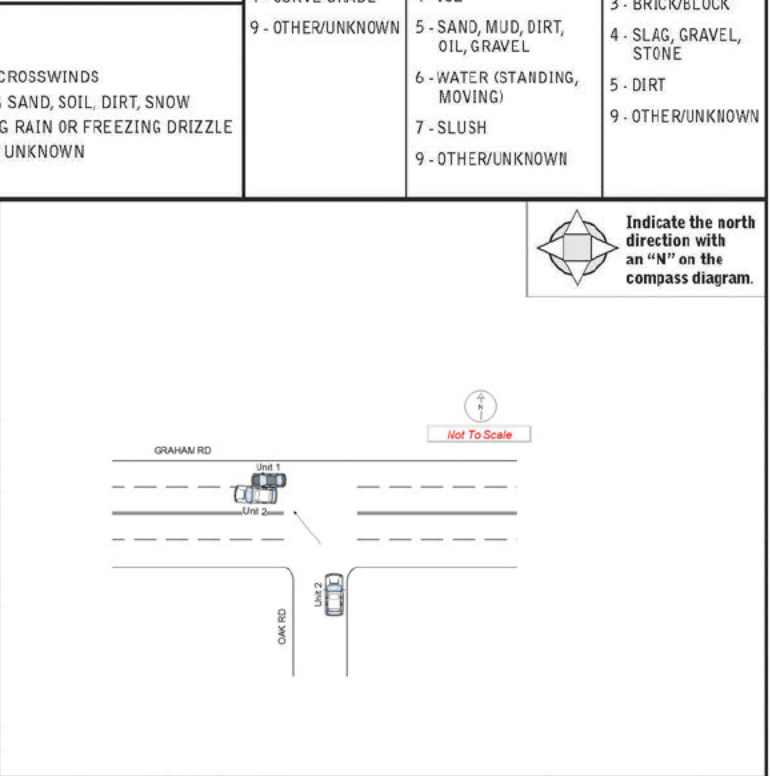 CROSSWINDS
SAND, SOIL, DIRT, SNOW
G RAIN OR FREEZING DRIZZLE
UNKNOWN
9 - OTHER/UNKNOWN
5 - SAND, MUD, DIRT,
OIL, GRAVEL
6 - WATER (STANDING,
MOVING)
7 - SLUSH
9 - OTHER/UNKNOWN
3 - BRICK/BLOCK
4 - SLAG, GRAVEL,
STONE
5 - DIRT
9 - OTHER/UNKNOWN
Indicate the north
direction with
an “N” on the
compass diagram.
N
Not To Scale
GRAHAM RD
Unit 1
Unit 2
Unit 2
OAK RD